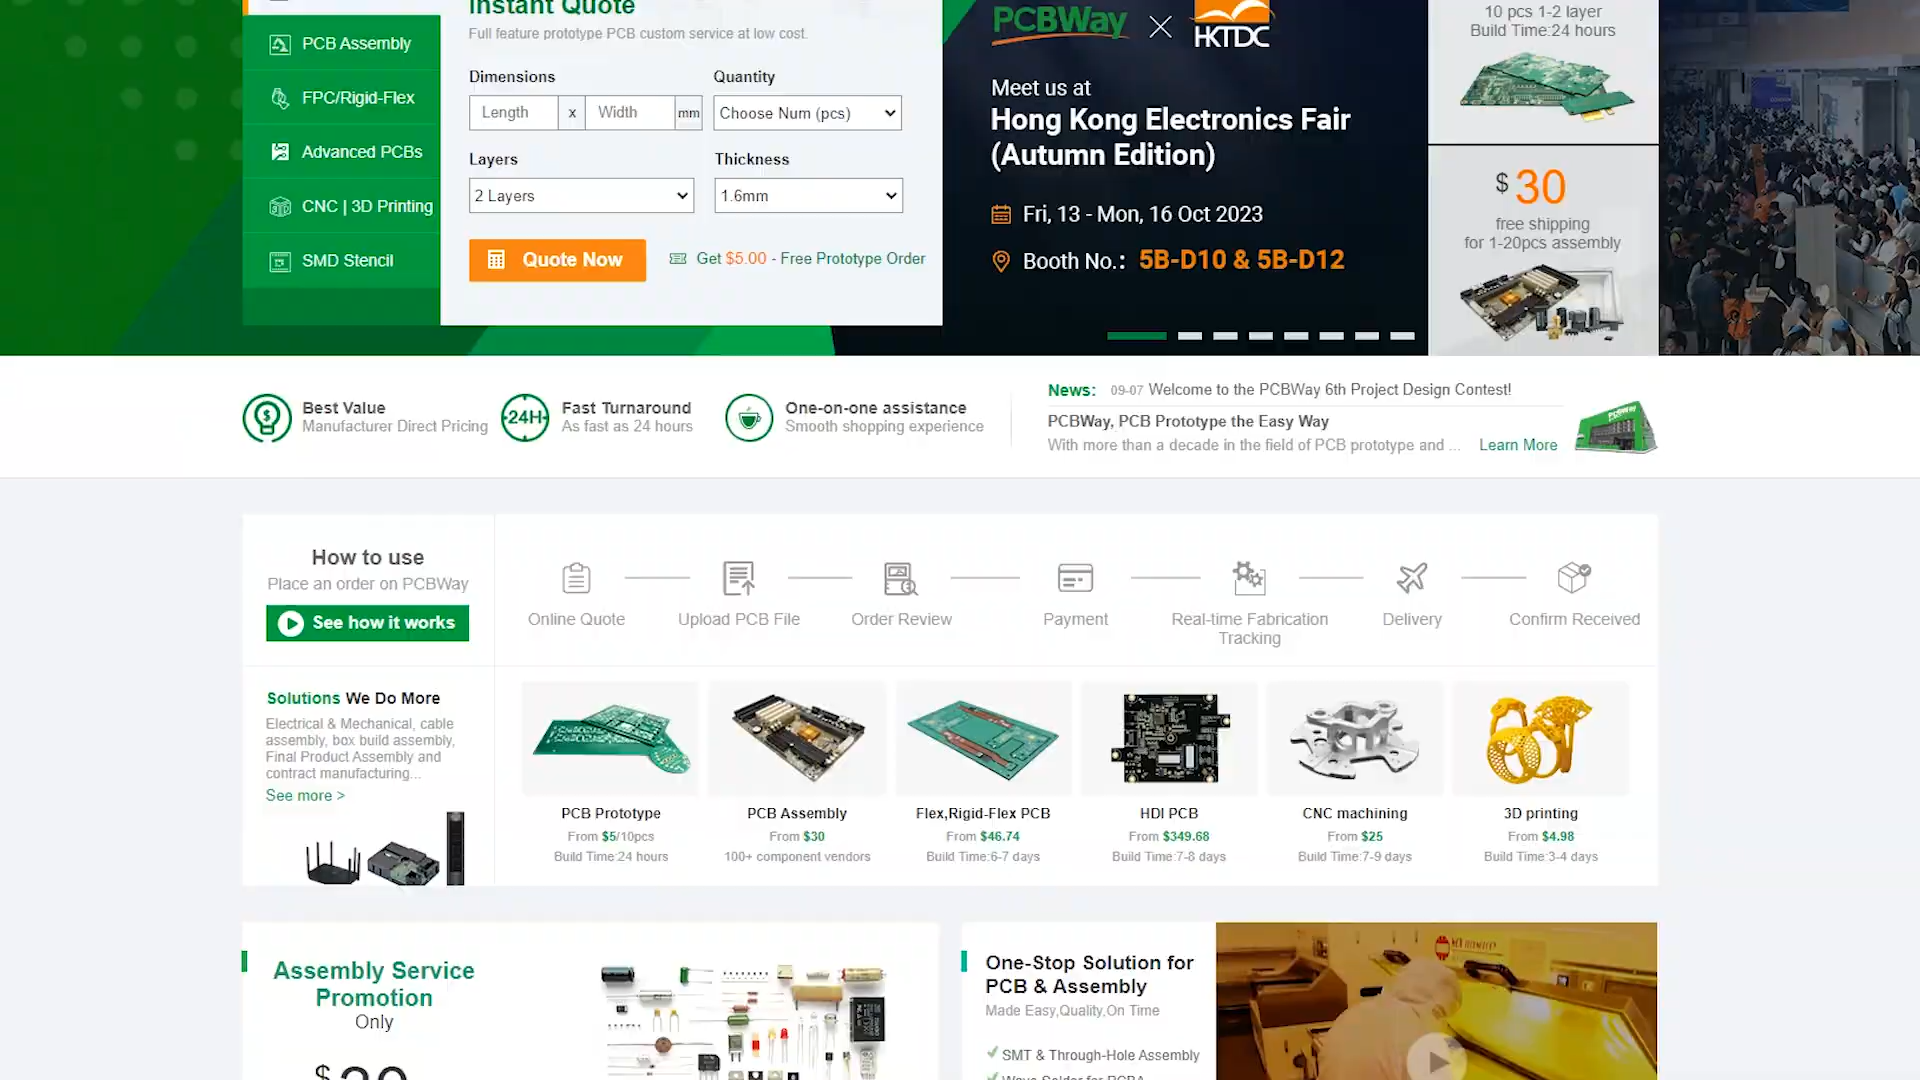 Instant Quote
Full feature prototype PCB custom service at low cost.
PCB Assembly
FPC/Rigid-Flex
Advanced PCBs
CNC | 3D Printing
SMD Stencil
Dimensions
Quantity
Length x Width mm
Choose Num (pcs)
Layers
Thickness
2 Layers
1.6mm
Quote Now
Get $5.00 - Free Prototype Order
PCBWay
HKTDC
Meet us at
Hong Kong Electronics Fair
(Autumn Edition)
Fri, 13 - Mon, 16 Oct 2023
Booth No.: 5B-D10 & 5B-D12
10 pcs 1-2 layer
Build Time:24 hours
$30
free shipping
for 1-20pcs assembly
Best Value
Manufacturer Direct Pricing
24H
Fast Turnaround
As fast as 24 hours
One-on-one assistance
Smooth shopping experience
News: 09-07 Welcome to the PCBWay 6th Project Design Contest!
PCBWay, PCB Prototype the Easy Way
With more than a decade in the field of PCB prototype and ... Learn More
PCBWay
How to use
Place an order on PCBWay
See how it works
Online Quote
Upload PCB File
Order Review
Payment
Real-time Fabrication
Tracking
Delivery
Confirm Received
Solutions We Do More
Electrical & Mechanical, cable
assembly, box build assembly,
Final Product Assembly and
contract manufacturing...
See more >
PCB Prototype
From $5/10pcs
Build Time:24 hours
PCB Assembly
From $30
100+ component vendors
Flex,Rigid-Flex PCB
From $46.74
Build Time:6-7 days
HDI PCB
From $349.68
Build Time:7-8 days
CNC machining
From $25
Build Time:7-9 days
3D printing
From $4.98
Build Time:3-4 days
Assembly Service
Promotion
Only
$30
One-Stop Solution for
PCB & Assembly
Made Easy,Quality,On Time
SMT & Through-Hole Assembly
Wave Solder for PCBA